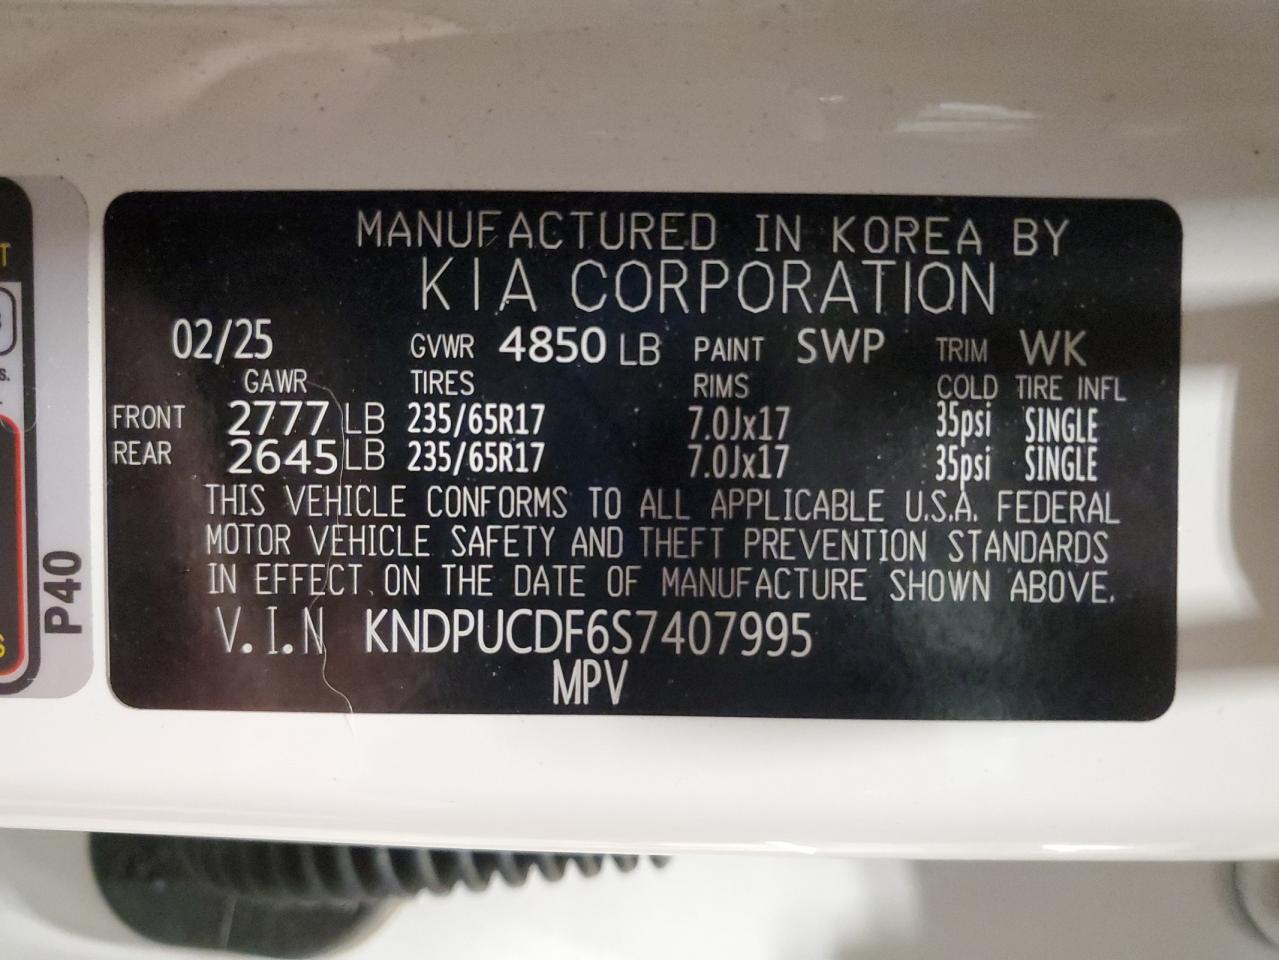 MANUFACTURED IN KOREA BY
KIA CORPORATION
02/25 GVWR 4850 LB PAINT SWP TRIM WK
GAWR TIRES RIMS COLD TIRE INFL
FRONT 2777 LB 235/65R17 7.0Jx17 35psi SINGLE
REAR 2645 LB 235/65R17 7.0Jx17 35psi SINGLE
THIS VEHICLE CONFORMS TO ALL APPLICABLE U.S.A. FEDERAL
MOTOR VEHICLE SAFETY AND THEFT PREVENTION STANDARDS
IN EFFECT ON THE DATE OF MANUFACTURE SHOWN ABOVE.
V.I.N KNDPUCDF6S7407995
MPV
P40